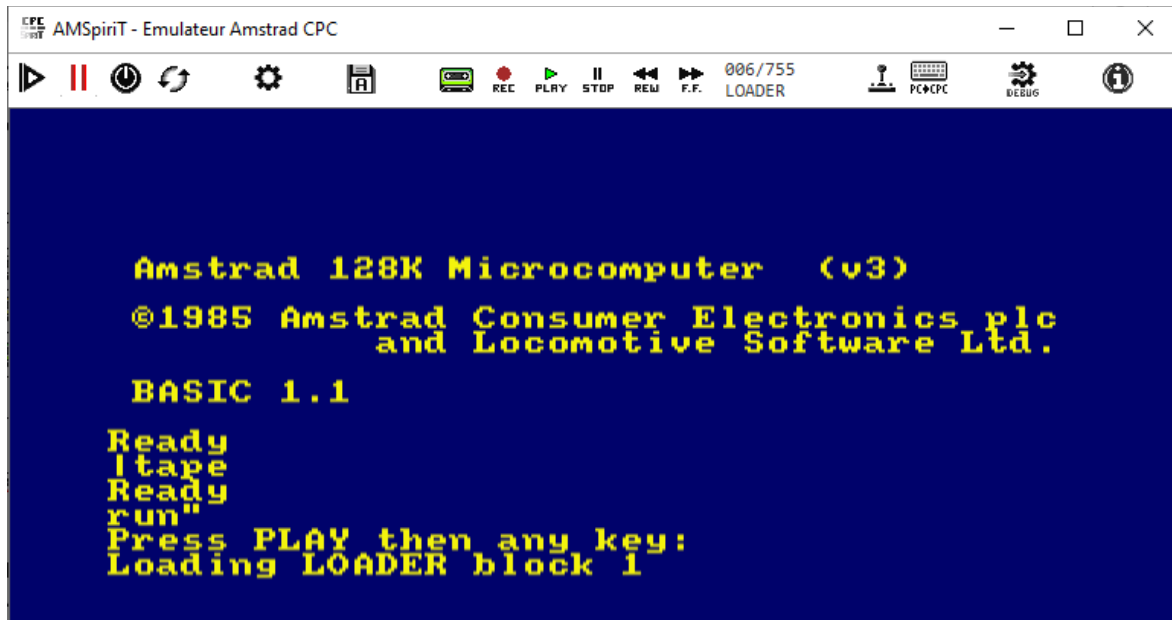 CPC
AMSpiriT - Emulateur Amstrad CPC
A
REC
PLAY
STOP
REW
F.F.
006/755
LOADER
PC CPC
DEBUG
Amstrad 128K Microcomputer (v3)
©1985 Amstrad Consumer Electronics plc
and Locomotive Software Ltd.
BASIC 1.1
Ready
|tape
Ready
run"
Press PLAY then any key:
Loading LOADER block 1